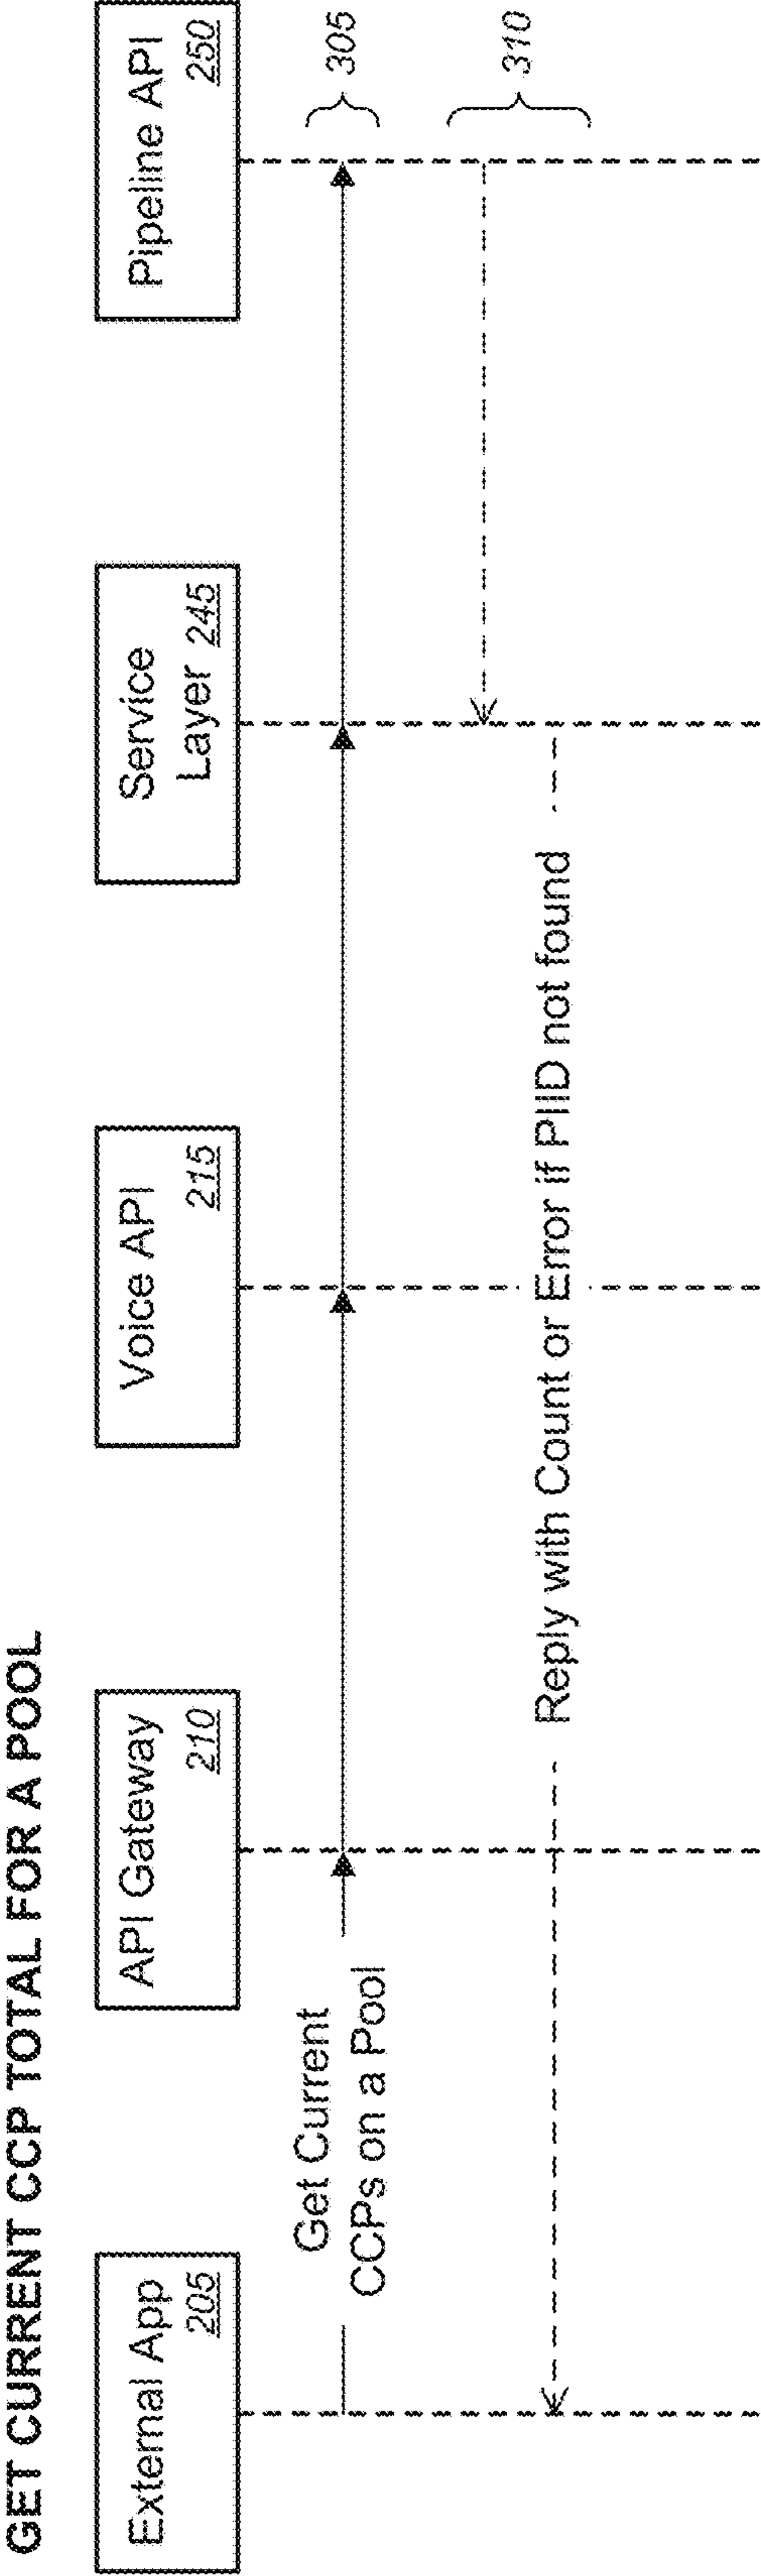 GET CURRENT CCP TOTAL FOR A POOL
External App
205
API Gateway
210
Voice API
215
Service
Layer 245
Pipeline API
250
Get Current
CCPs on a Pool
305
Reply with Count or Error if PIID not found
310